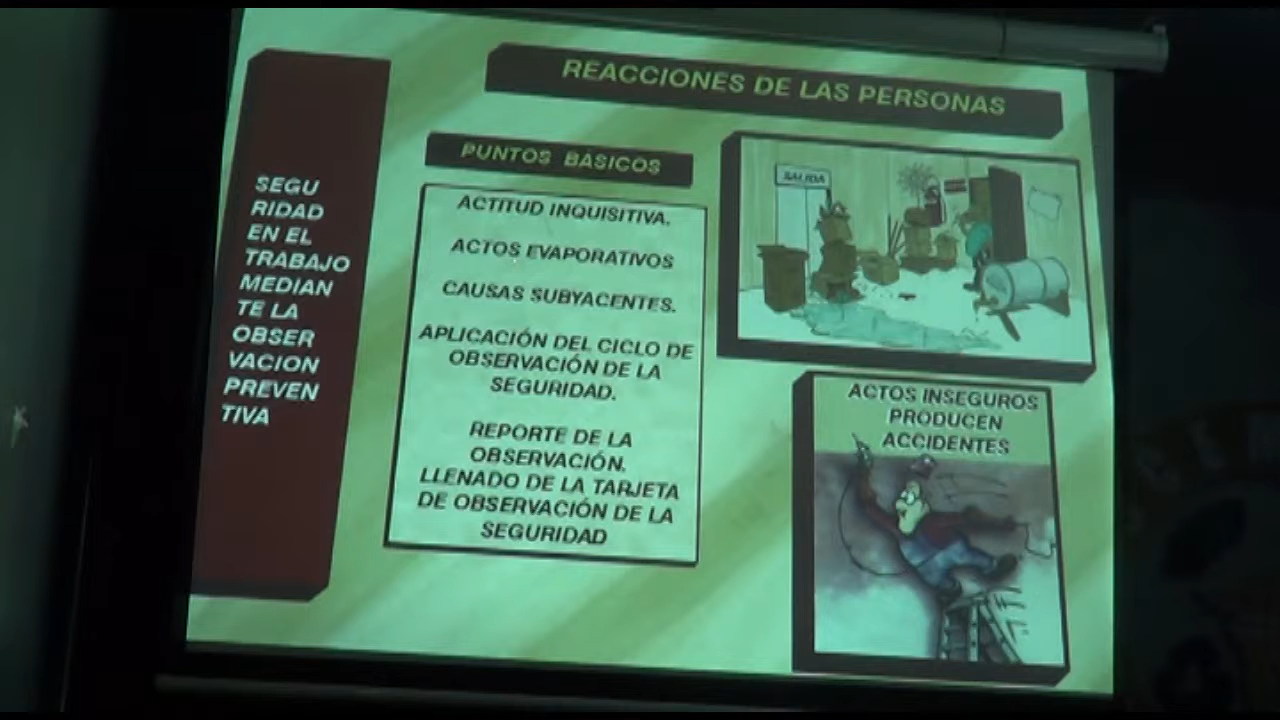 REACCIONES DE LAS PERSONAS
SEGU
RIDAD
EN EL
TRABAJO
MEDIAN
TE LA
OBSER
VACION
PREVEN
TIVA
PUNTOS BÁSICOS
ACTITUD INQUISITIVA.
ACTOS EVAPORATIVOS
CAUSAS SUBYACENTES.
APLICACIÓN DEL CICLO DE
OBSERVACIÓN DE LA
SEGURIDAD.
REPORTE DE LA
OBSERVACIÓN.
LLENADO DE LA TARJETA
DE OBSERVACIÓN DE LA
SEGURIDAD
SALIDA
ACTOS INSEGUROS
PRODUCEN
ACCIDENTES